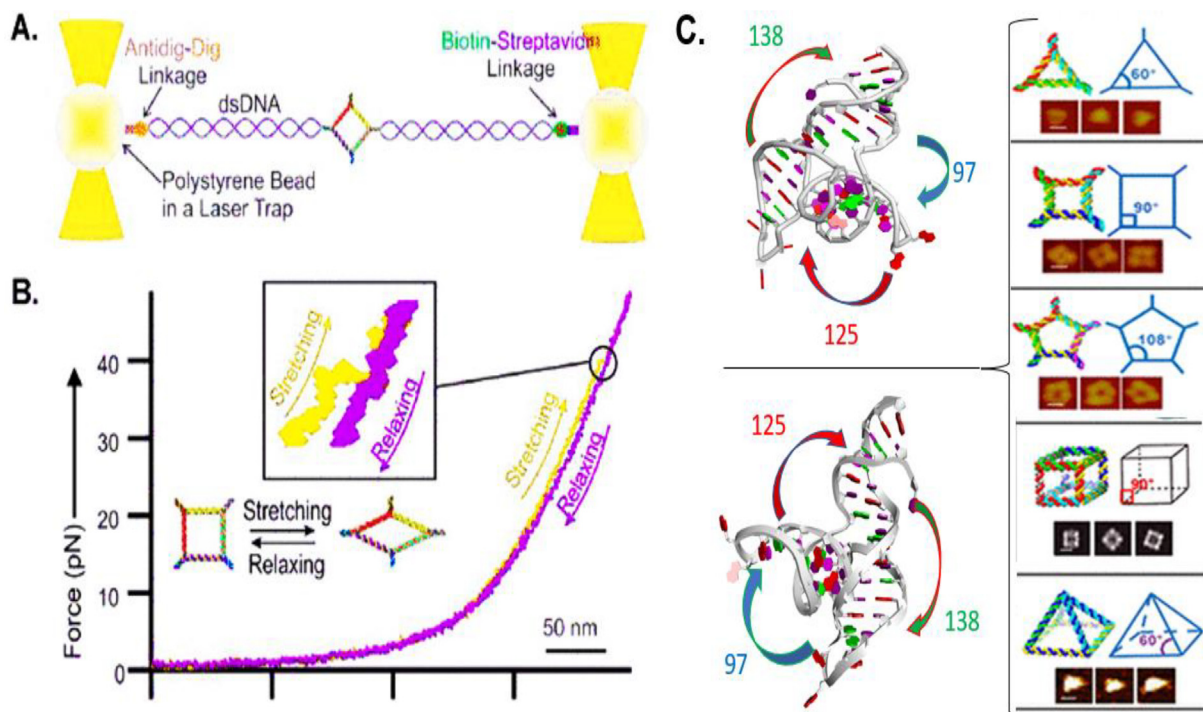 A.
Antidig-Dig
Linkage
dsDNA
Biotin-Streptavidin
Linkage
Polystyrene Bead
in a Laser Trap
B.
Force (pN)
40
30
20
10
0
Stretching
Relaxing
Stretching
Relaxing
Stretching
Relaxing
50 nm
C.
138
97
125
125
138
97
60°
90°
108°
90°
60°